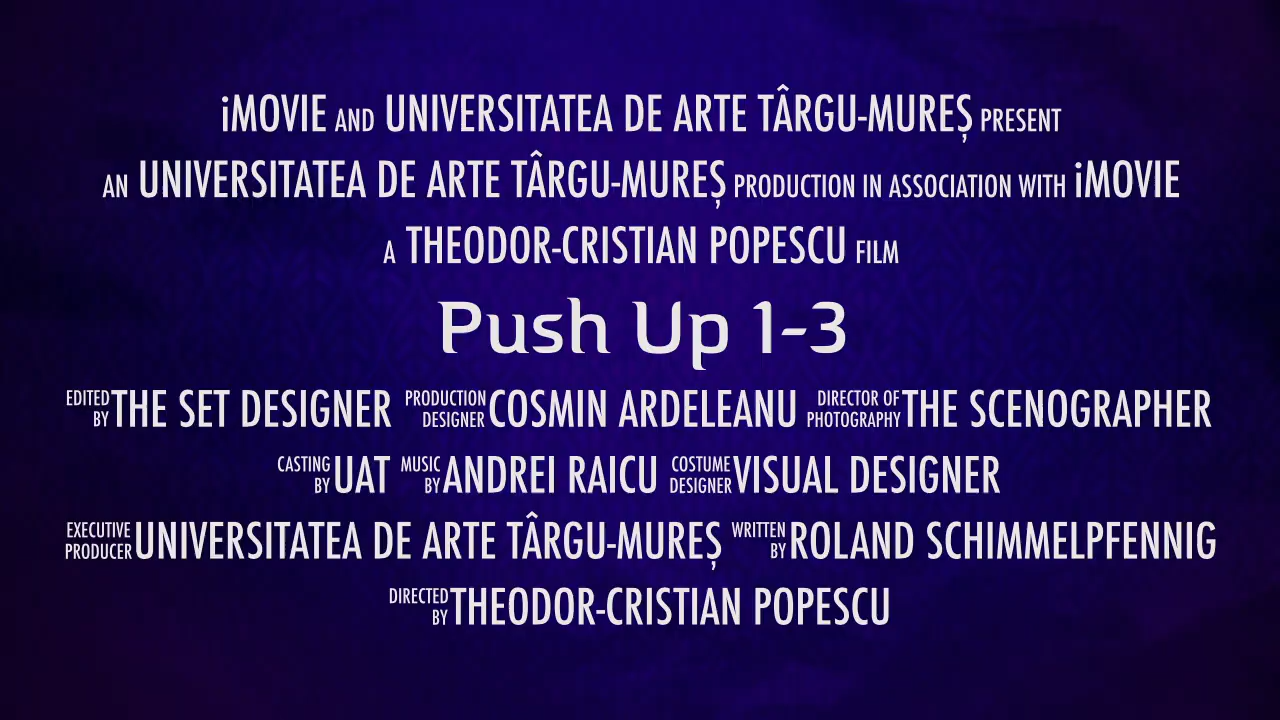 iMOVIE AND UNIVERSITATEA DE ARTE TÂRGU-MUREȘ PRESENT
AN UNIVERSITATEA DE ARTE TÂRGU-MUREȘ PRODUCTION IN ASSOCIATION WITH iMOVIE
A THEODOR-CRISTIAN POPESCU FILM
Push Up 1-3
EDITED BY THE SET DESIGNER PRODUCTION DESIGNER COSMIN ARDELEANU DIRECTOR OF PHOTOGRAPHY THE SCENOGRAPHER
CASTING BY UAT MUSIC BY ANDREI RAICU COSTUME DESIGNER VISUAL DESIGNER
EXECUTIVE PRODUCER UNIVERSITATEA DE ARTE TÂRGU-MUREȘ WRITTEN BY ROLAND SCHIMMELPFENNIG
DIRECTED BY THEODOR-CRISTIAN POPESCU